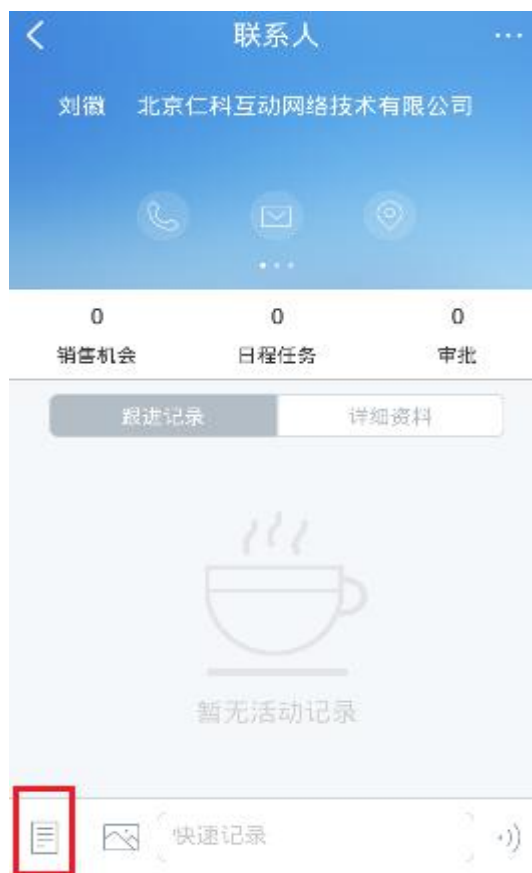 联系人
刘徽 北京仁科互动网络技术有限公司
0 0 0
销售机会 日程任务 审批
跟进记录 详细资料
暂无活动记录
快速记录